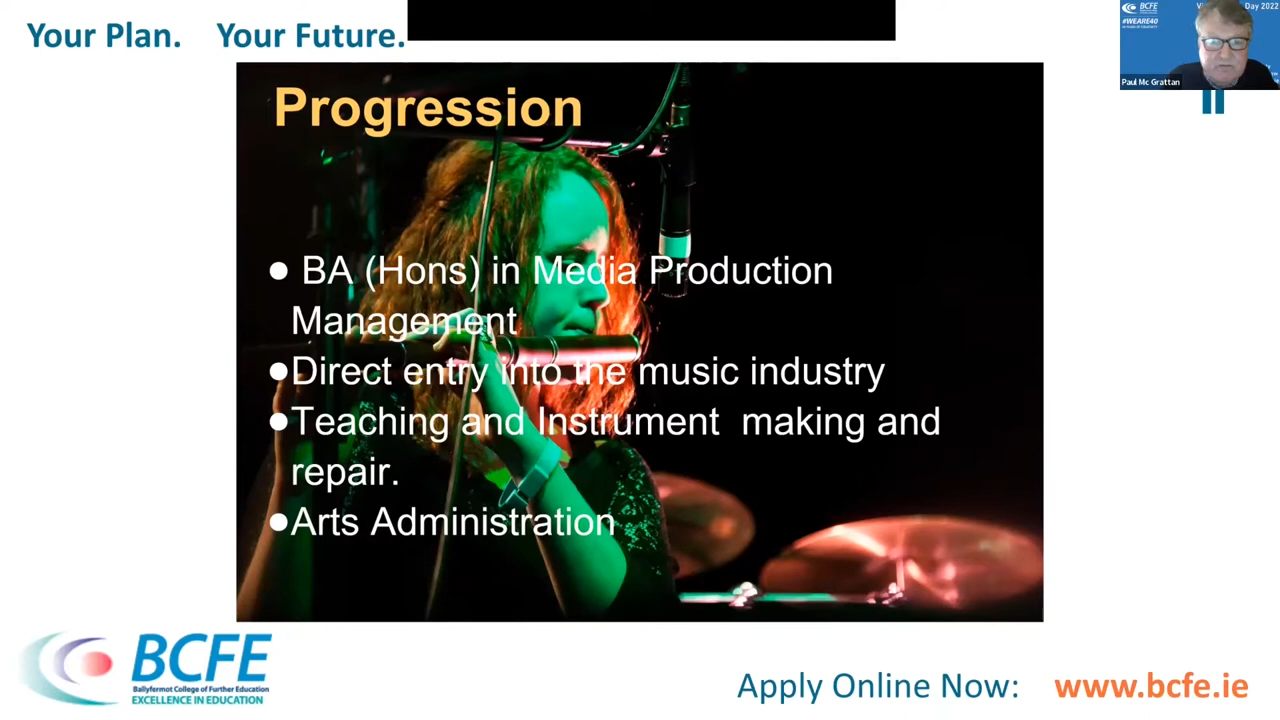 Your Plan. Your Future.
BCFE
Day 2022
#WEARE40
Paul Mc Grattan
Progression
● BA (Hons) in Media Production
Management
●Direct entry into the music industry
●Teaching and Instrument making and
repair.
●Arts Administration
BCFE
Ballyfermot College of Further Education
EXCELLENCE IN EDUCATION
Apply Online Now: www.bcfe.ie